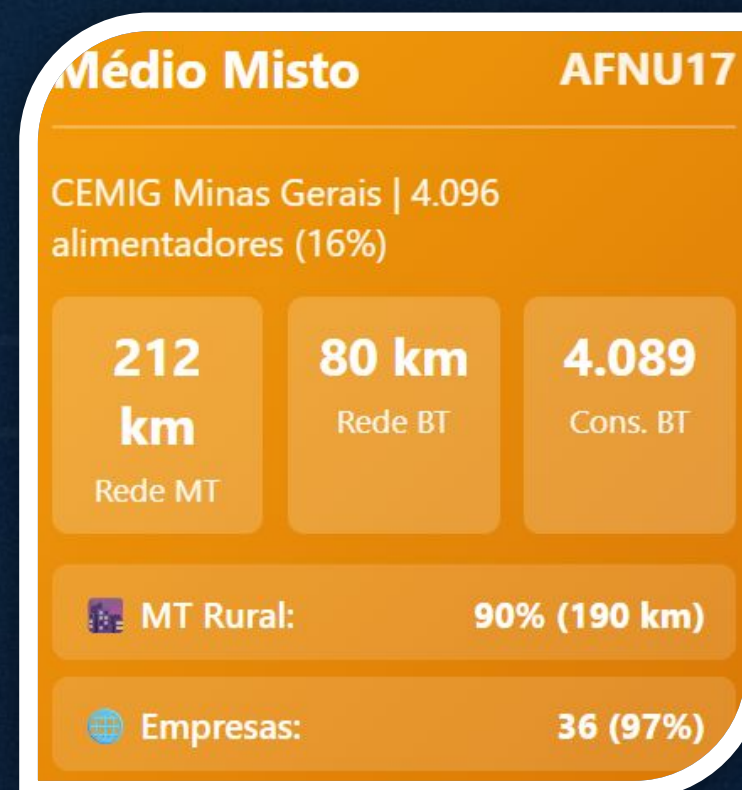 Médio Misto AFNU17
CEMIG Minas Gerais | 4.096
alimentadores (16%)
212
km
Rede MT
80 km
Rede BT
4.089
Cons. BT
MT Rural: 90% (190 km)
Empresas: 36 (97%)